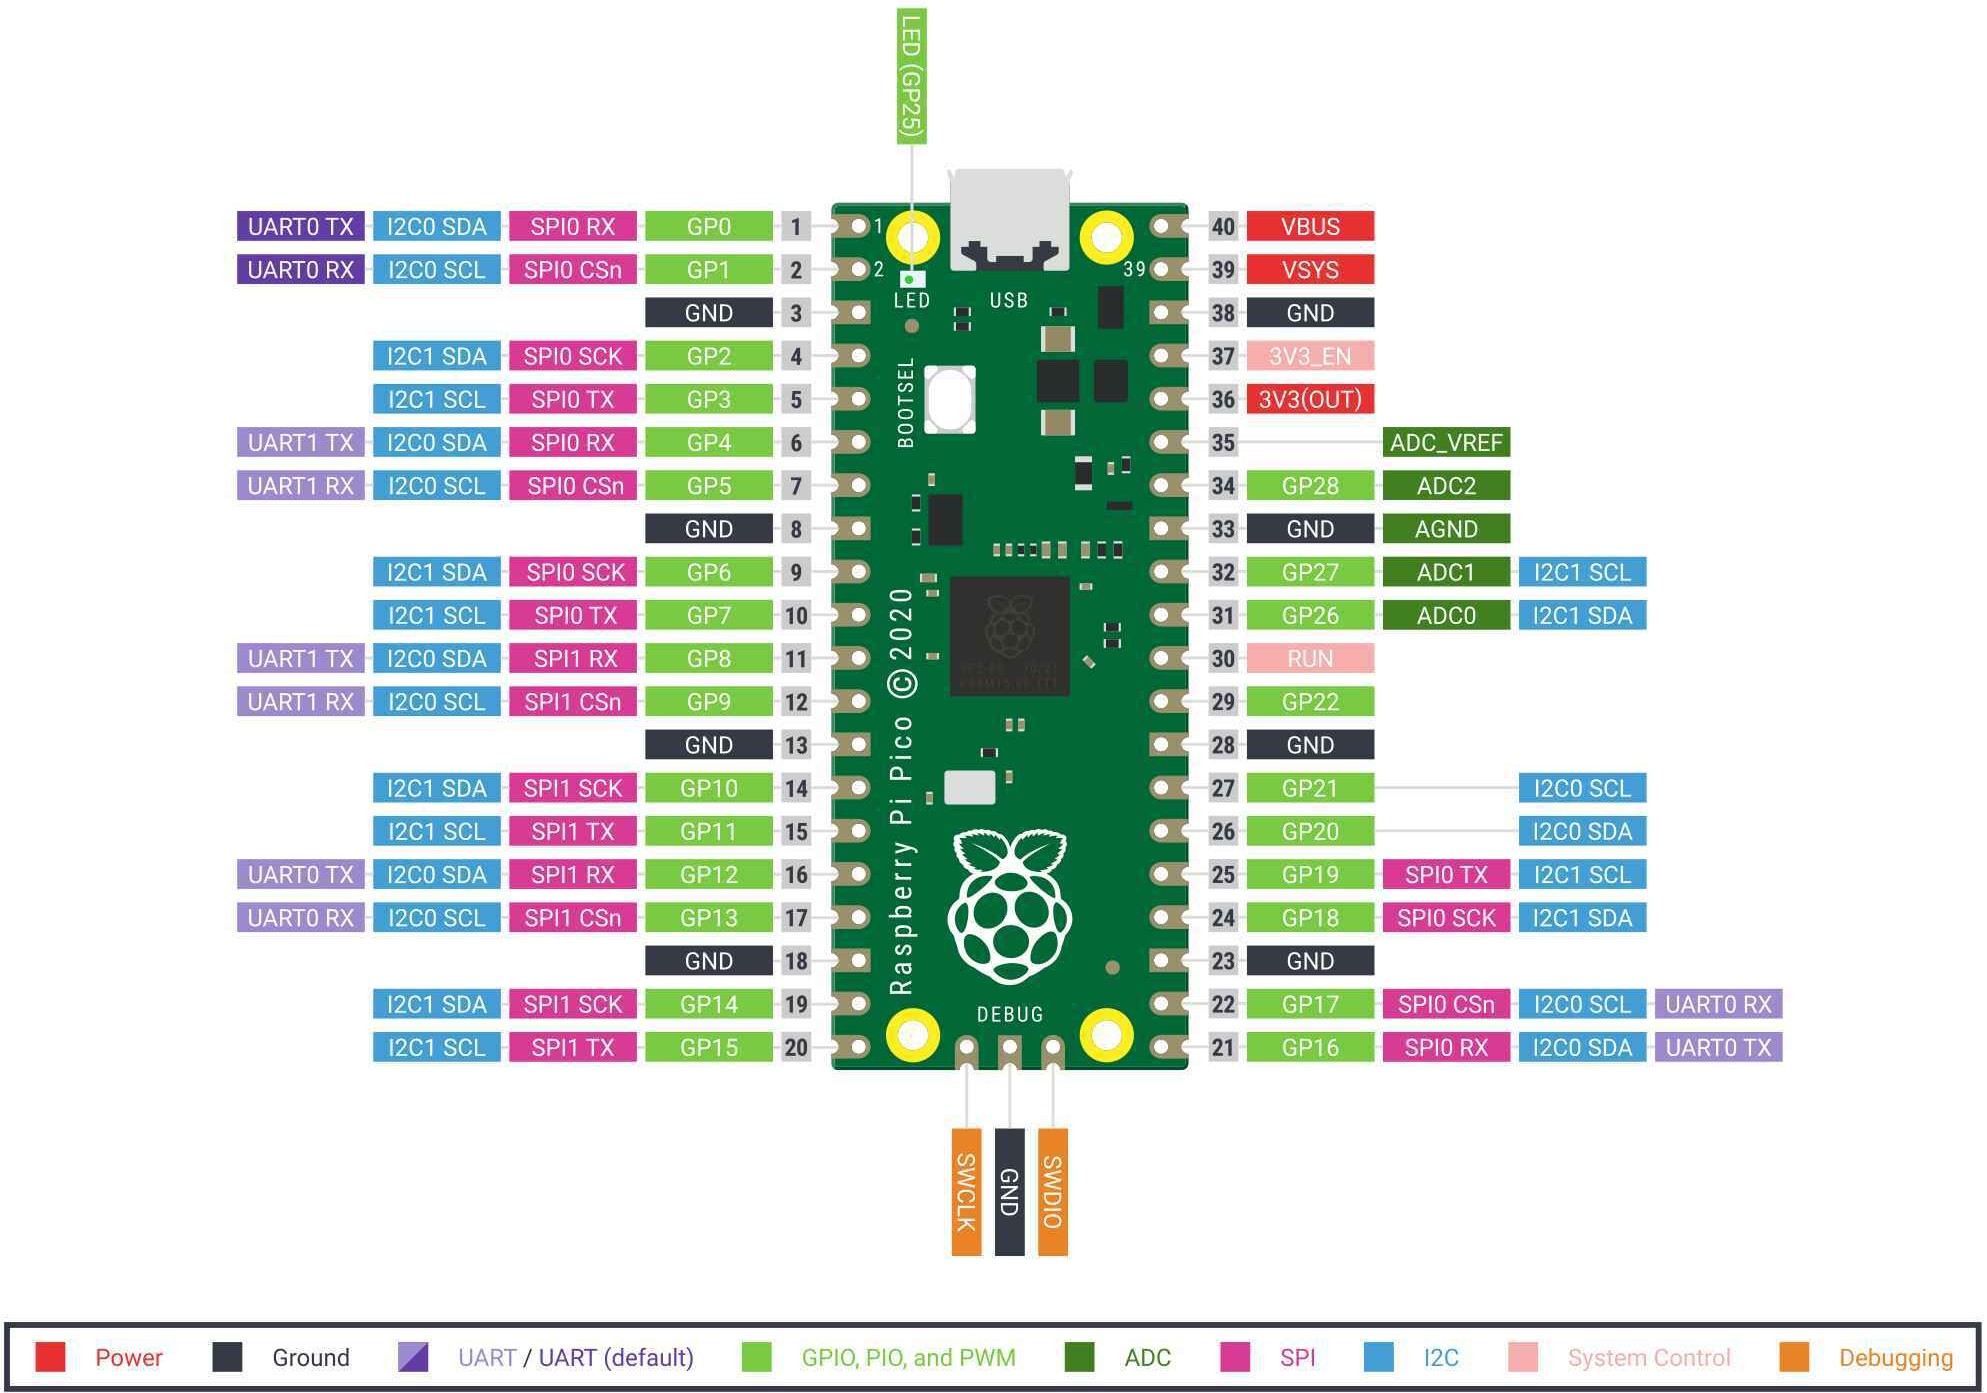 LED (GP25)
UART0 TX I2C0 SDA SPI0 RX GP0 1 1 40 VBUS
UART0 RX I2C0 SCL SPI0 CSn GP1 2 2 39 39 VSYS
LED USB
GND 3 38 GND
I2C1 SDA SPI0 SCK GP2 4 37 3V3_EN
I2C1 SCL SPI0 TX GP3 5 36 3V3(OUT)
BOOTSEL
UART1 TX I2C0 SDA SPI0 RX GP4 6 35 ADC_VREF
UART1 RX I2C0 SCL SPI0 CSn GP5 7 34 GP28 ADC2
GND 8 33 GND AGND
I2C1 SDA SPI0 SCK GP6 9 32 GP27 ADC1 I2C1 SCL
I2C1 SCL SPI0 TX GP7 10 31 GP26 ADC0 I2C1 SDA
UART1 TX I2C0 SDA SPI1 RX GP8 11 30 RUN
UART1 RX I2C0 SCL SPI1 CSn GP9 12 29 GP22
GND 13 28 GND
I2C1 SDA SPI1 SCK GP10 14 27 GP21 I2C0 SCL
Raspberry Pi Pico ©2020
I2C1 SCL SPI1 TX GP11 15 26 GP20 I2C0 SDA
UART0 TX I2C0 SDA SPI1 RX GP12 16 25 GP19 SPI0 TX I2C1 SCL
UART0 RX I2C0 SCL SPI1 CSn GP13 17 24 GP18 SPI0 SCK I2C1 SDA
GND 18 23 GND
I2C1 SDA SPI1 SCK GP14 19 22 GP17 SPI0 CSn I2C0 SCL UART0 RX
DEBUG
I2C1 SCL SPI1 TX GP15 20 21 GP16 SPI0 RX I2C0 SDA UART0 TX
SWCLK
GND
SWDIO
Power Ground UART / UART (default) GPIO, PIO, and PWM ADC SPI I2C System Control Debugging